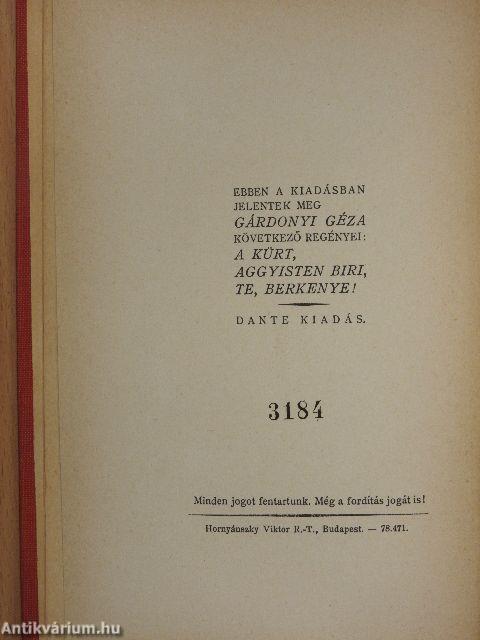 EBBEN A KIADÁSBAN
JELENTEK MEG
GÁRDONYI GÉZA
KÖVETKEZŐ REGÉNYEI:
A KÜRT,
AGGYISTEN BIRI,
TE, BERKENYE!
DANTE KIADÁS.
3184
Minden jogot fentartunk. Még a fordítás jogát is!
Hornyánszky Viktor R.-T., Budapest. — 78.471.
Antikvárium.hu